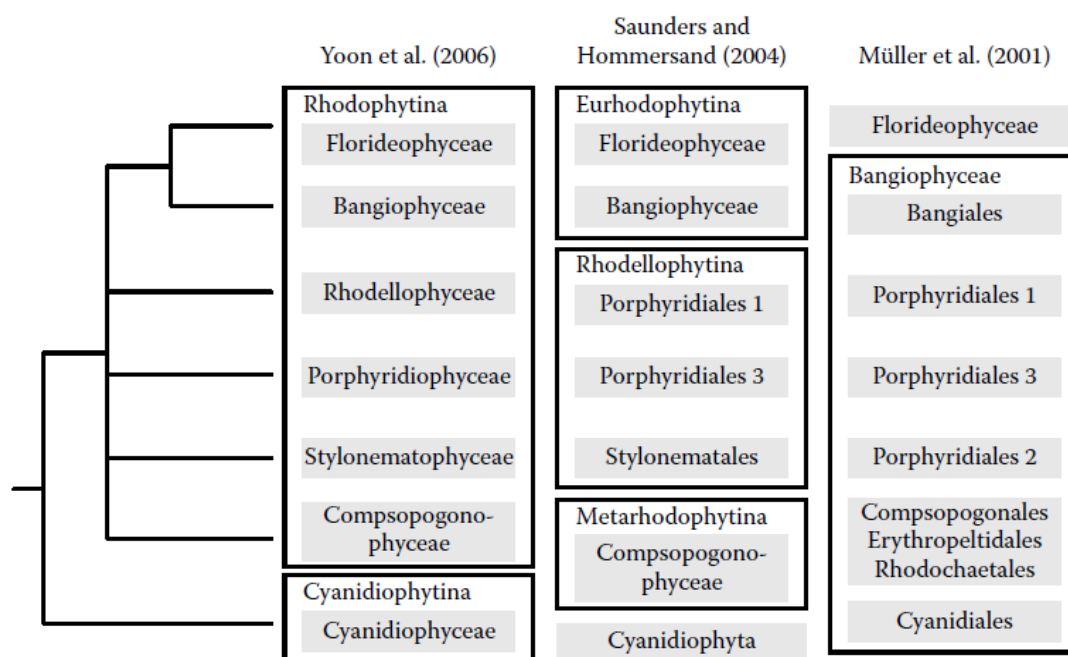 Yoon et al. (2006)
Rhodophytina
Florideophyceae
Bangiophyceae
Rhodellophyceae
Porphyridiophyceae
Stylonematophyceae
Compsopogono-
phyceae
Cyanidiophytina
Cyanidiophyceae
Saunders and
Hommersand (2004)
Eurhodophytina
Florideophyceae
Bangiophyceae
Rhodellophytina
Porphyridiales 1
Porphyridiales 3
Stylonematales
Metarhodophytina
Compsopogono-
phyceae
Cyanidiophyta
Müller et al. (2001)
Florideophyceae
Bangiophyceae
Bangiales
Porphyridiales 1
Porphyridiales 3
Porphyridiales 2
Compsopogonales
Erythropeltidales
Rhodochaetales
Cyanidiales